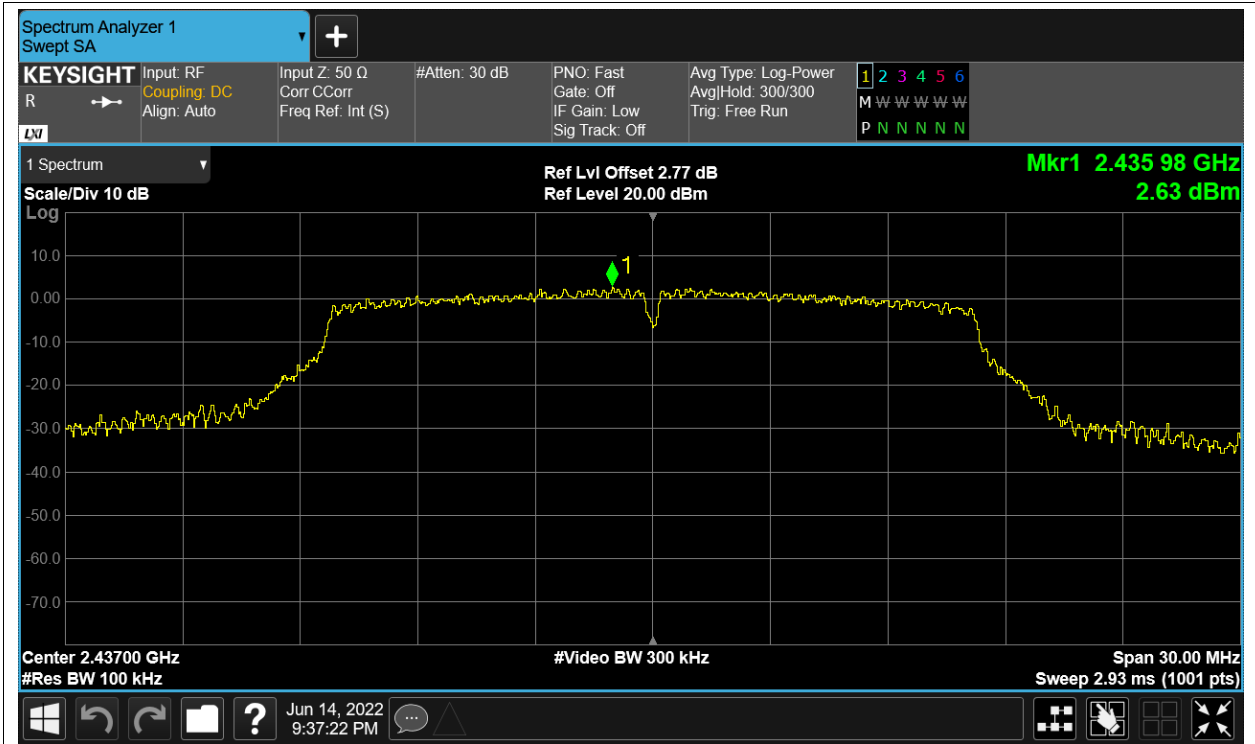 Spectrum Analyzer 1
Swept SA
KEYSIGHT
R
LXI
Input: RF
Coupling: DC
Align: Auto
Input Z: 50 Ω
Corr CCorr
Freq Ref: Int (S)
#Atten: 30 dB
PNO: Fast
Gate: Off
IF Gain: Low
Sig Track: Off
Avg Type: Log-Power
Avg|Hold: 300/300
Trig: Free Run
1 2 3 4 5 6
M W W W W W
P N N N N N
1 Spectrum
Scale/Div 10 dB
Log
Ref Lvl Offset 2.77 dB
Ref Level 20.00 dBm
Mkr1 2.435 98 GHz
2.63 dBm
1
10.0
0.00
-10.0
-20.0
-30.0
-40.0
-50.0
-60.0
-70.0
Center 2.43700 GHz
#Res BW 100 kHz
#Video BW 300 kHz
Span 30.00 MHz
Sweep 2.93 ms (1001 pts)
?
Jun 14, 2022
9:37:22 PM